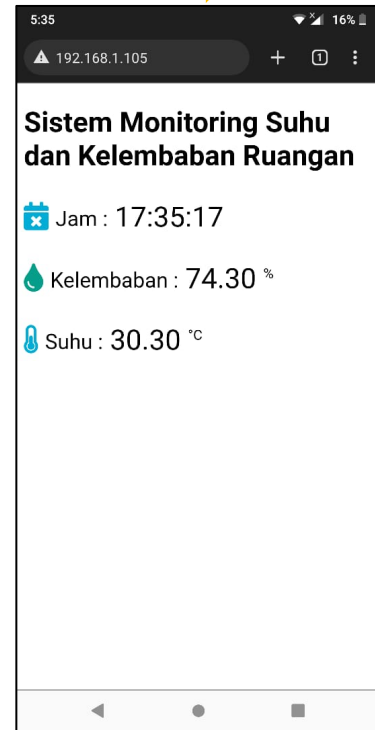 5:35
16%
192.168.1.105
1
Sistem Monitoring Suhu
dan Kelembaban Ruangan
Jam : 17:35:17
Kelembaban : 74.30 %
Suhu : 30.30 °C